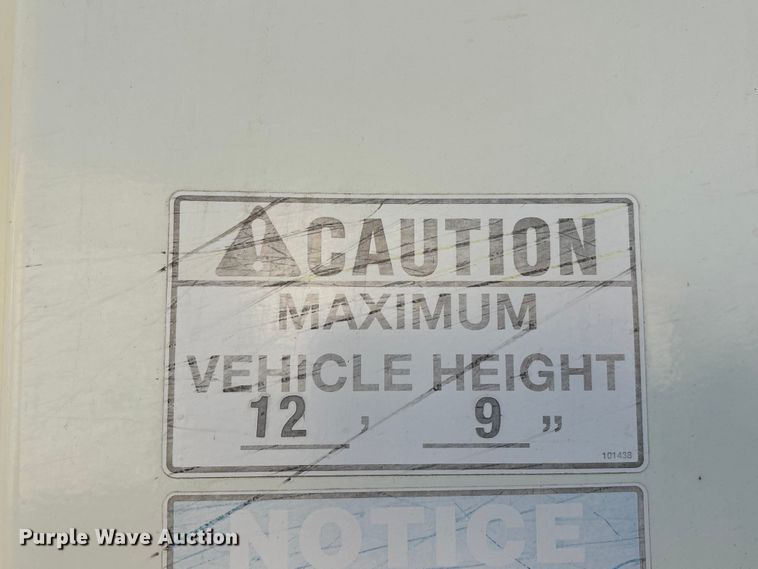 CAUTION
MAXIMUM
VEHICLE HEIGHT
12 , 9 ”
101438
NOTICE
Purple Wave Auction